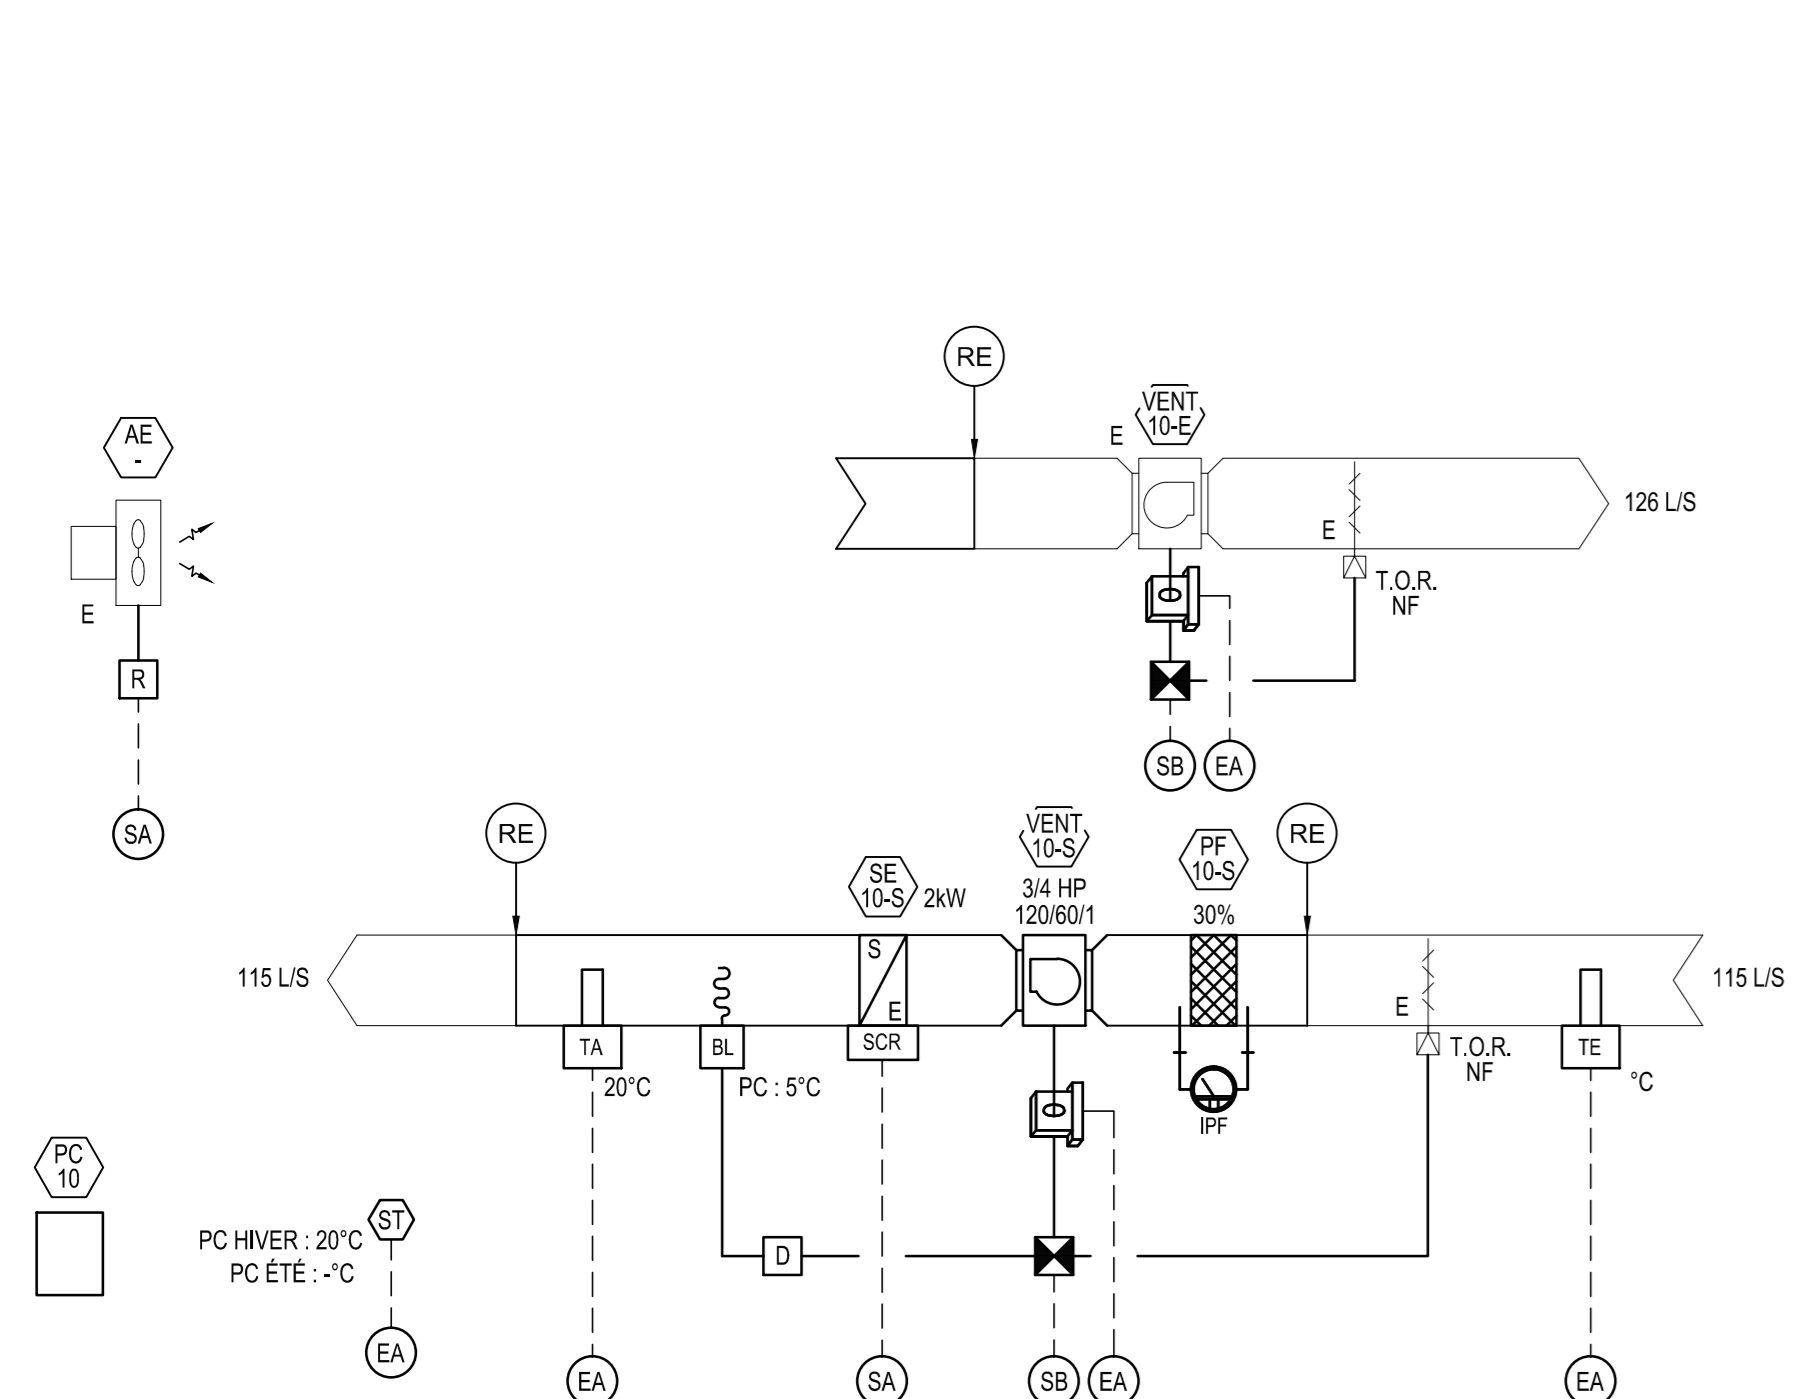 RE
VENT
10-E
AE
-
E
126 L/S
E
E
T.O.R.
NF
R
SB
EA
SA
RE
VENT
10-S
RE
PF
10-S
SE
10-S
2kW
3/4 HP
120/60/1
30%
S
E
115 L/S
115 L/S
E
TA
BL
SCR
T.O.R.
NF
TE
20°C
PC : 5°C
°C
IPF
PC
10
ST
PC HIVER : 20°C
PC ÉTÉ : -°C
D
EA
EA
SA
SB
EA
EA